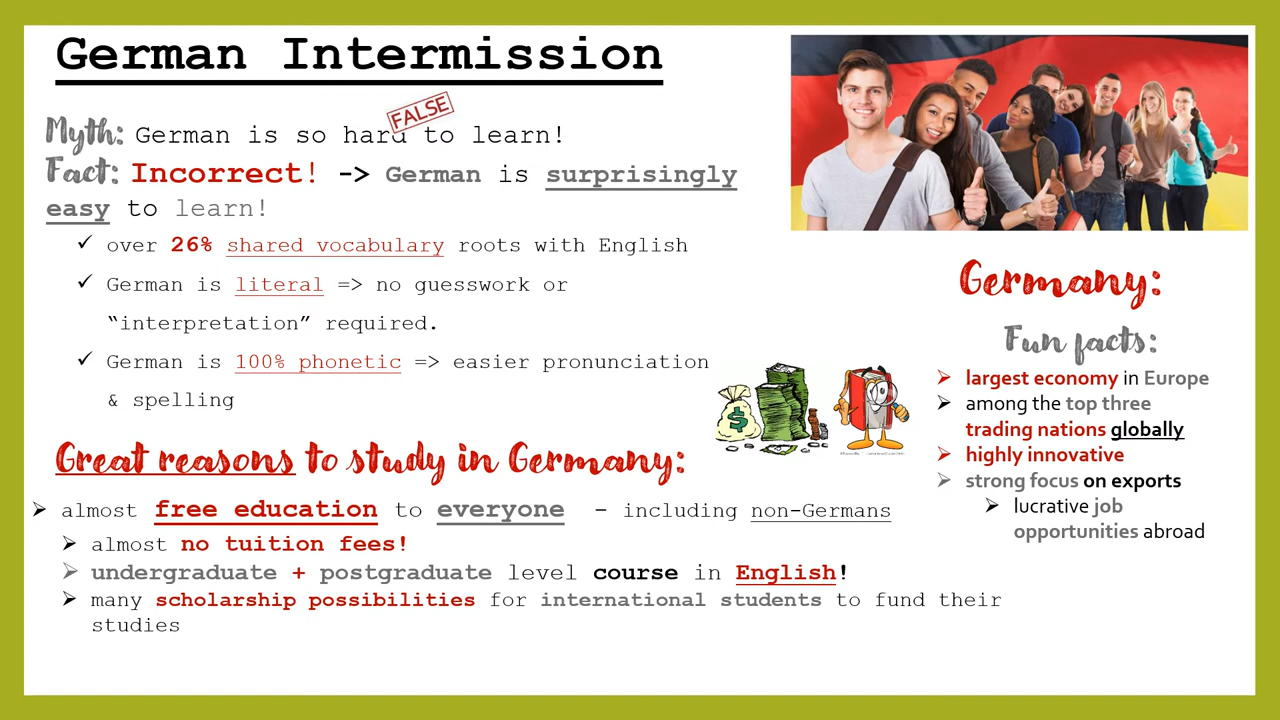 German Intermission
FALSE
Myth: German is so hard to learn!
Fact: Incorrect! -> German is surprisingly
easy to learn!
✓ over 26% shared vocabulary roots with English
✓ German is literal => no guesswork or
“interpretation” required.
✓ German is 100% phonetic => easier pronunciation
& spelling
Great reasons to study in Germany:
➢ almost free education to everyone – including non-Germans
➢ almost no tuition fees!
➢ undergraduate + postgraduate level course in English!
➢ many scholarship possibilities for international students to fund their
studies
Germany:
Fun facts:
➢ largest economy in Europe
➢ among the top three
trading nations globally
➢ highly innovative
➢ strong focus on exports
➢ lucrative job
opportunities abroad